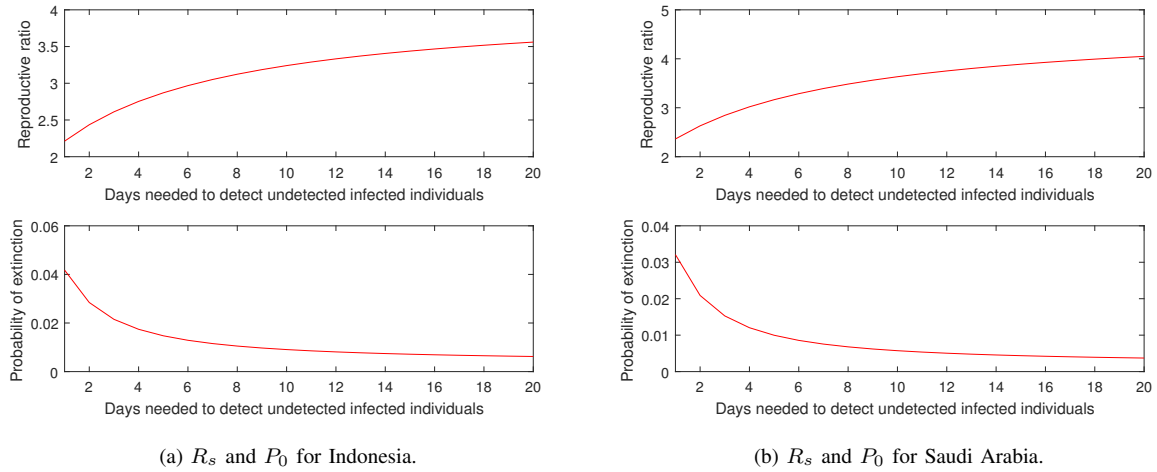 4
3.5
3
2.5
2
Reproductive ratio
2 4 6 8 10 12 14 16 18 20
Days needed to detect undetected infected individuals
0.06
0.04
0.02
0
Probability of extinction
2 4 6 8 10 12 14 16 18 20
Days needed to detect undetected infected individuals
(a) R_s and P_0 for Indonesia.
5
4
3
2
Reproductive ratio
2 4 6 8 10 12 14 16 18 20
Days needed to detect undetected infected individuals
0.04
0.03
0.02
0.01
0
Probability of extinction
2 4 6 8 10 12 14 16 18 20
Days needed to detect undetected infected individuals
(b) R_s and P_0 for Saudi Arabia.